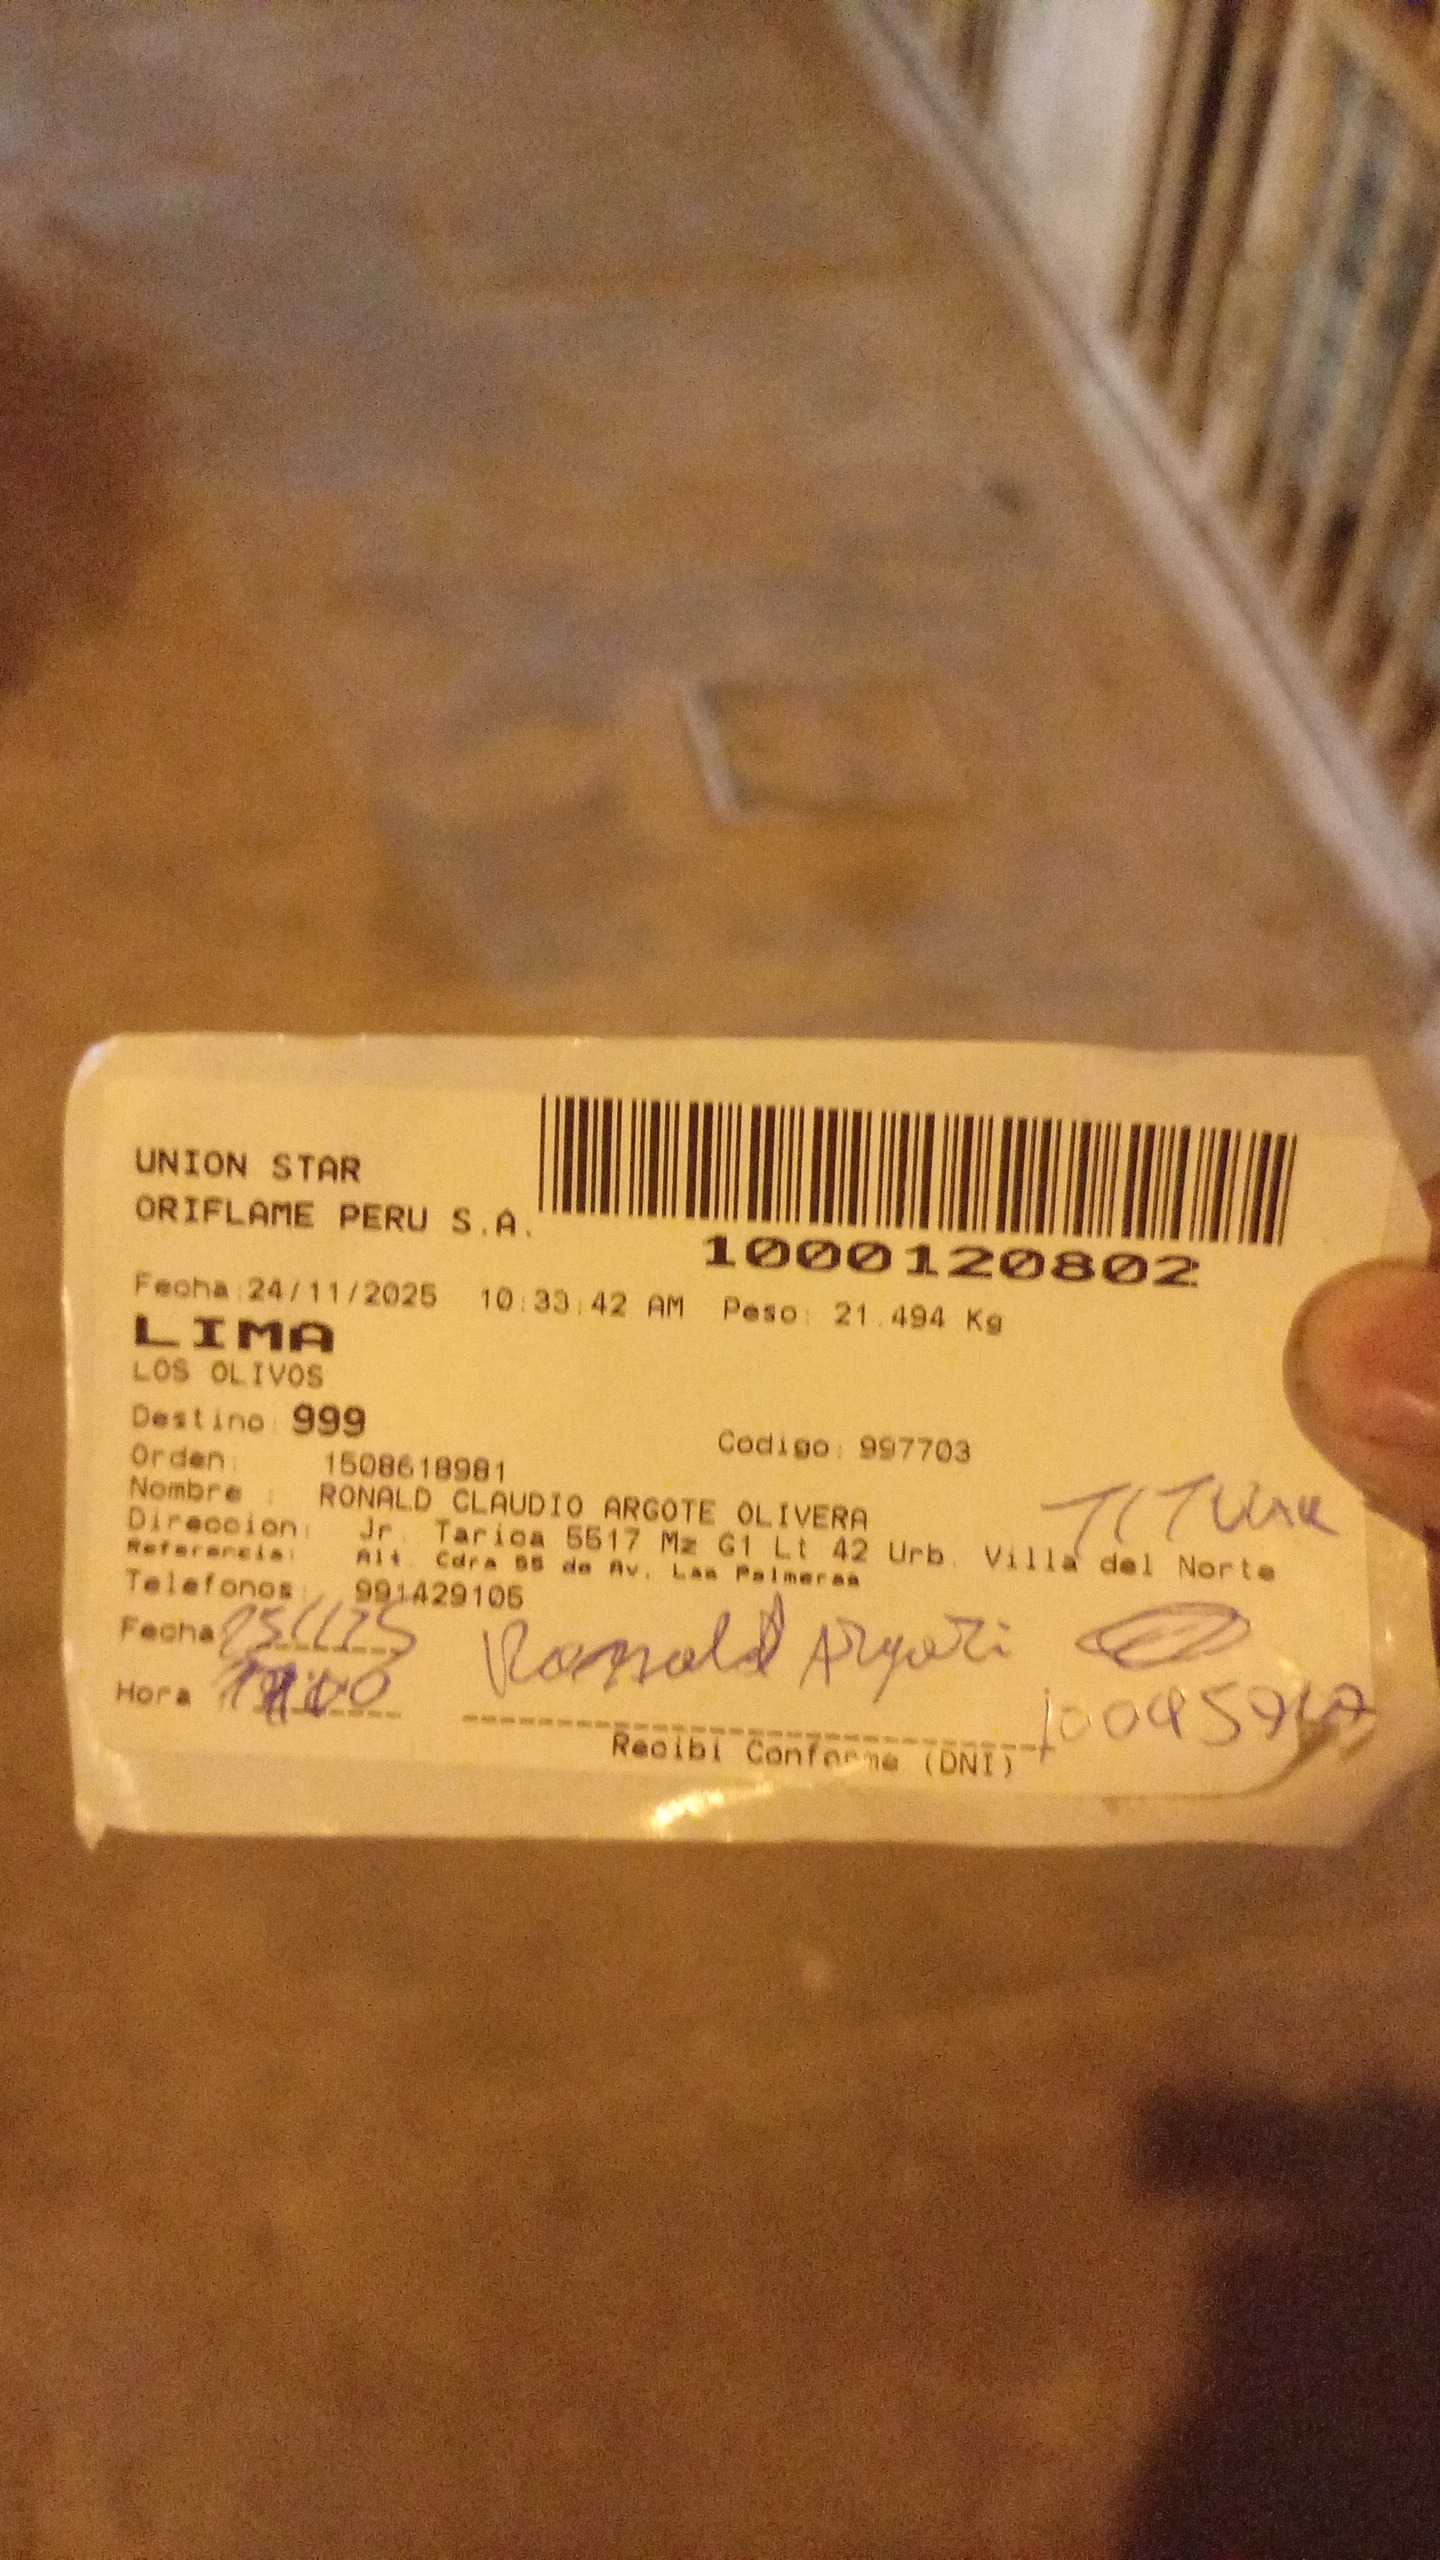 UNION STAR
ORIFLAME PERU S.A.
1000120802
Fecha:24/11/2025 10:33:42 AM Peso: 21.494 Kg
LIMA
LOS OLIVOS
Destino: 999
Codigo: 997703
Orden: 1508618981
Nombre : RONALD CLAUDIO ARGOTE OLIVERA
TITULAR
Direccion: Jr. Tarica 5517 Mz G1 Lt 42 Urb. Villa del Norte
Referencia: Alt. Cdra 55 de Av. Las Palmeras
Telefonos: 991429105
Fecha
Ronald Argote
Hora
Recibi Conforme (DNI)